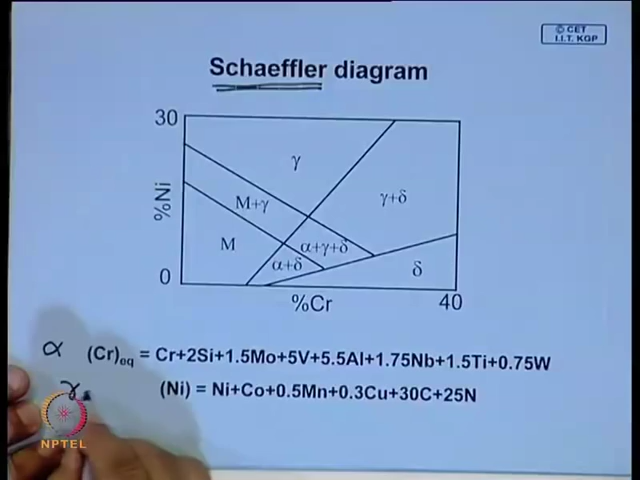 © CET
I.I.T. KGP
Schaeffler diagram
30
%Ni
0
γ
M+γ
γ+δ
M
α+γ+δ
α+δ
δ
%Cr
40
α (Cr)eq = Cr+2Si+1.5Mo+5V+5.5Al+1.75Nb+1.5Ti+0.75W
γ (Ni) = Ni+Co+0.5Mn+0.3Cu+30C+25N
NPTEL